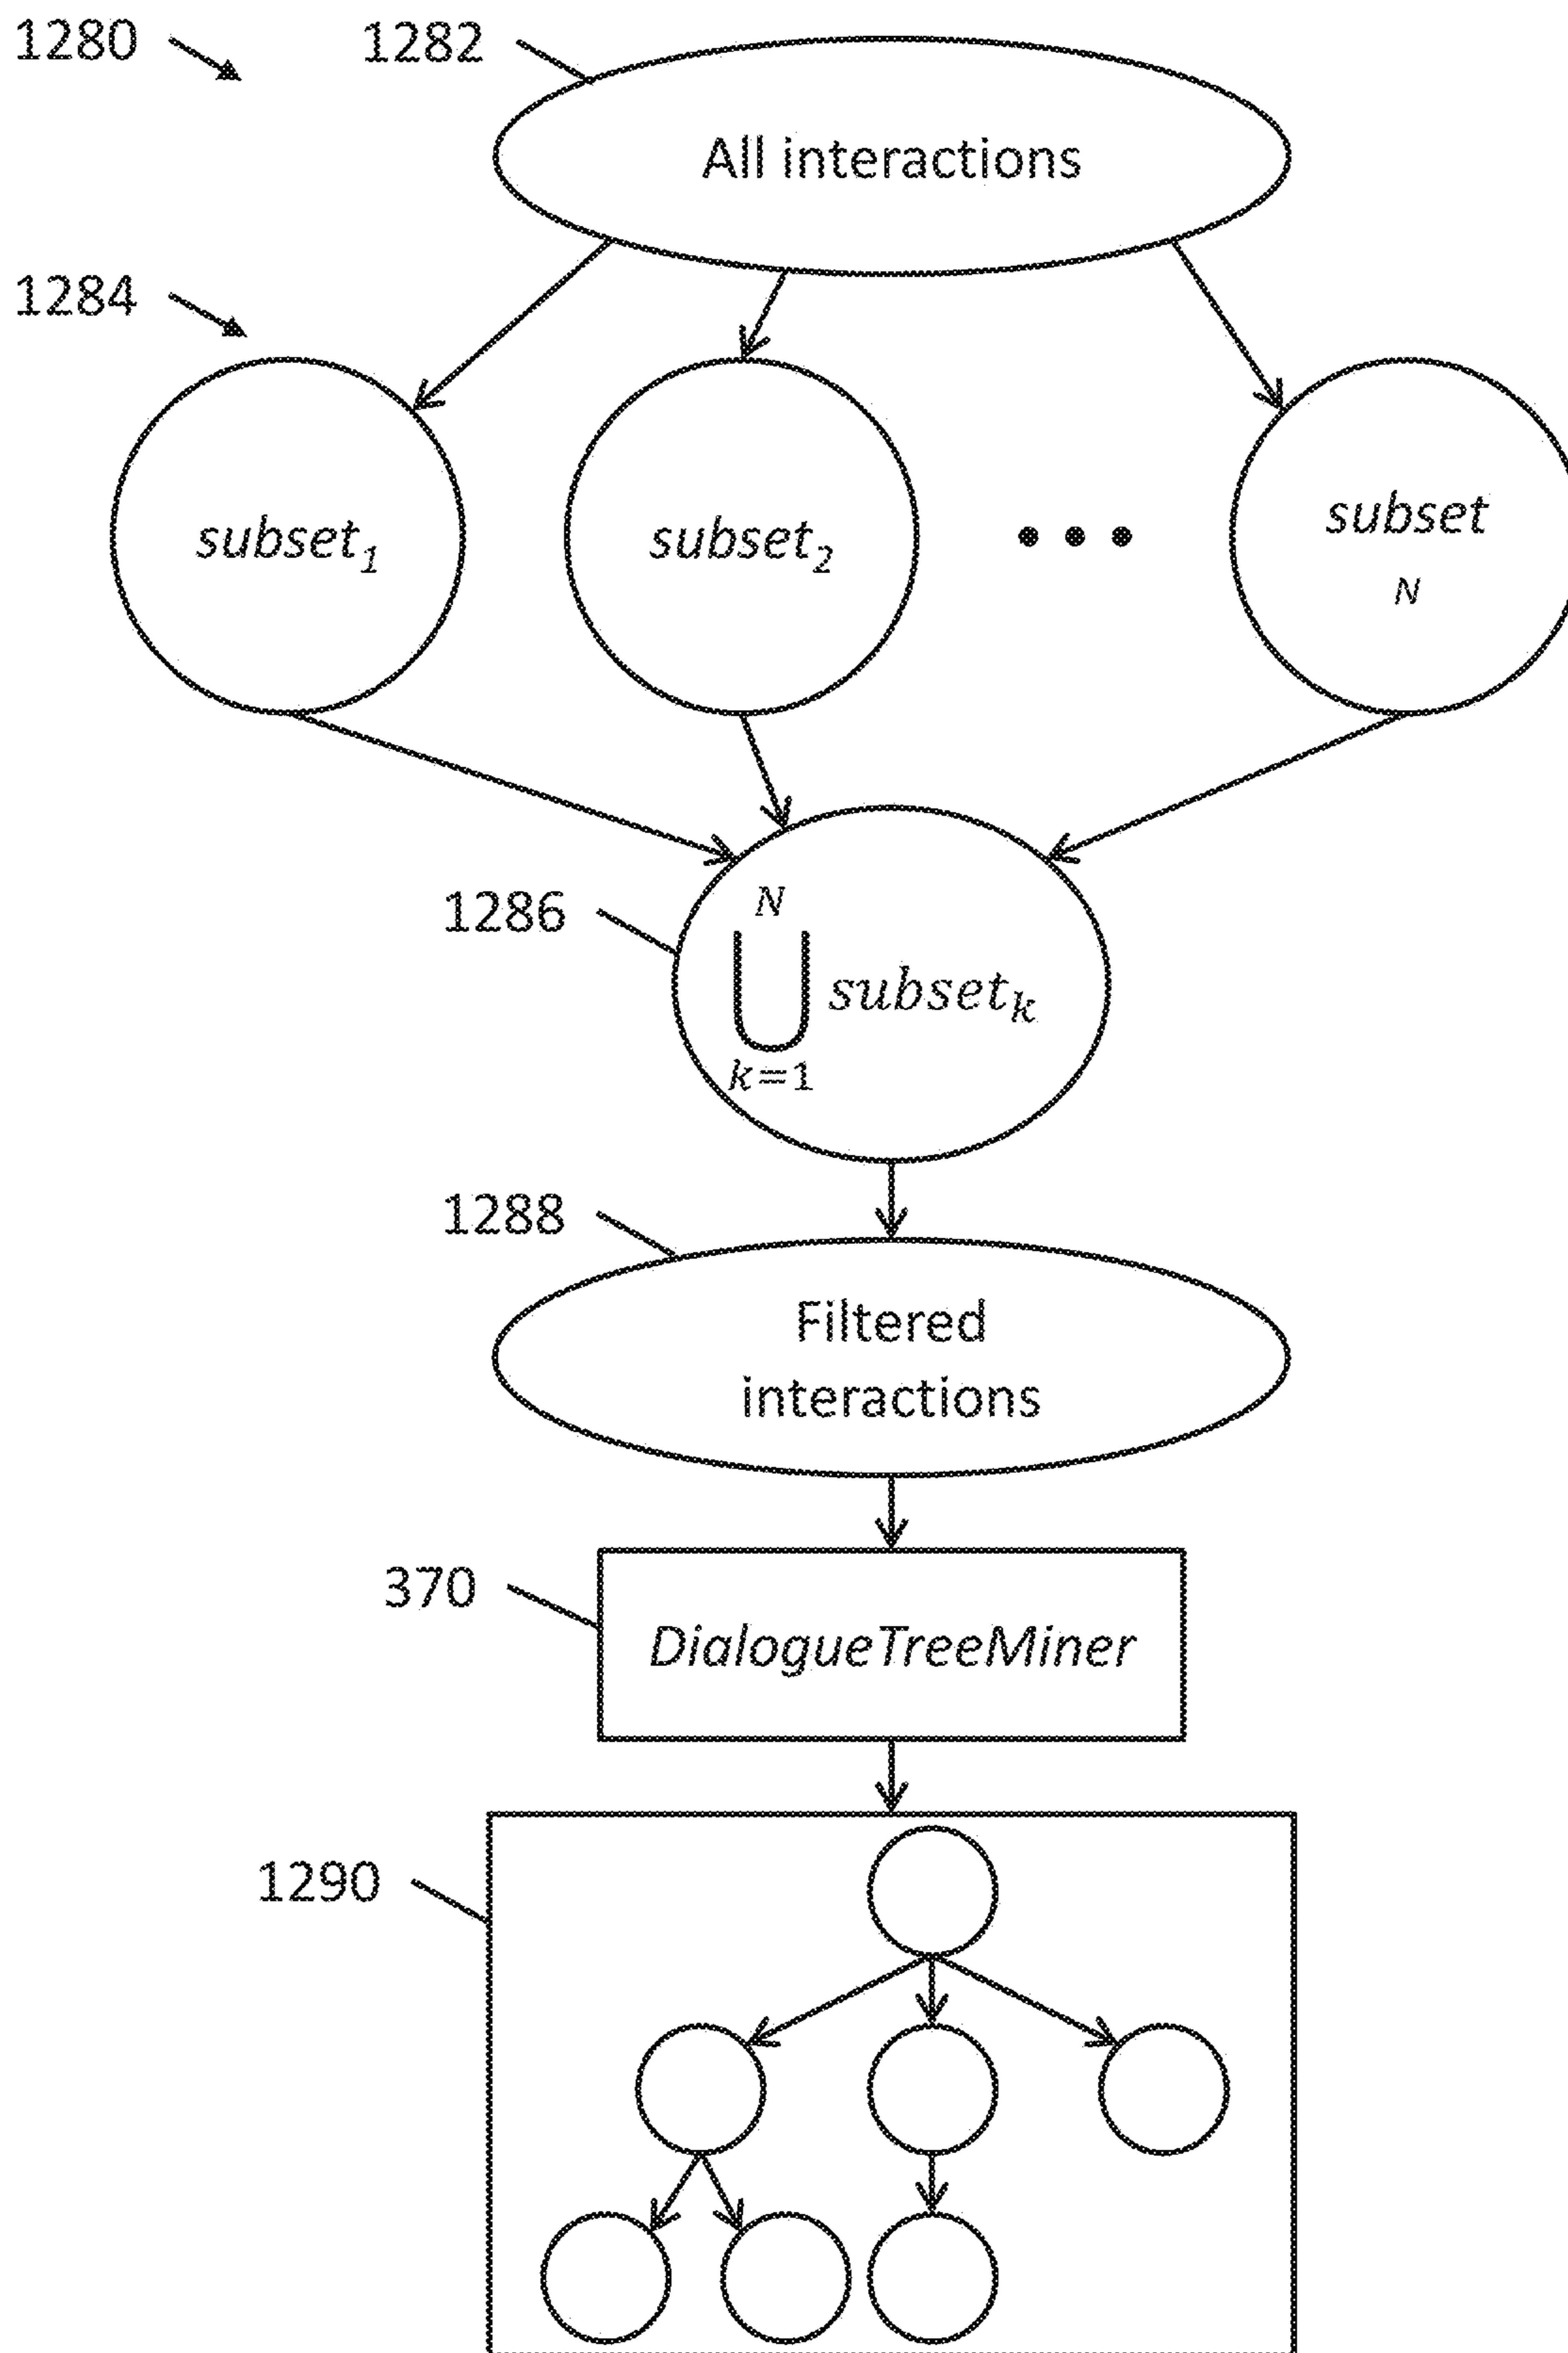 1280
1282
All interactions
1284
subset₁
subset₂
• • •
subset
N
1286
N
⋃ subsetₖ
k=1
1288
Filtered
interactions
370
DialogueTreeMiner
1290